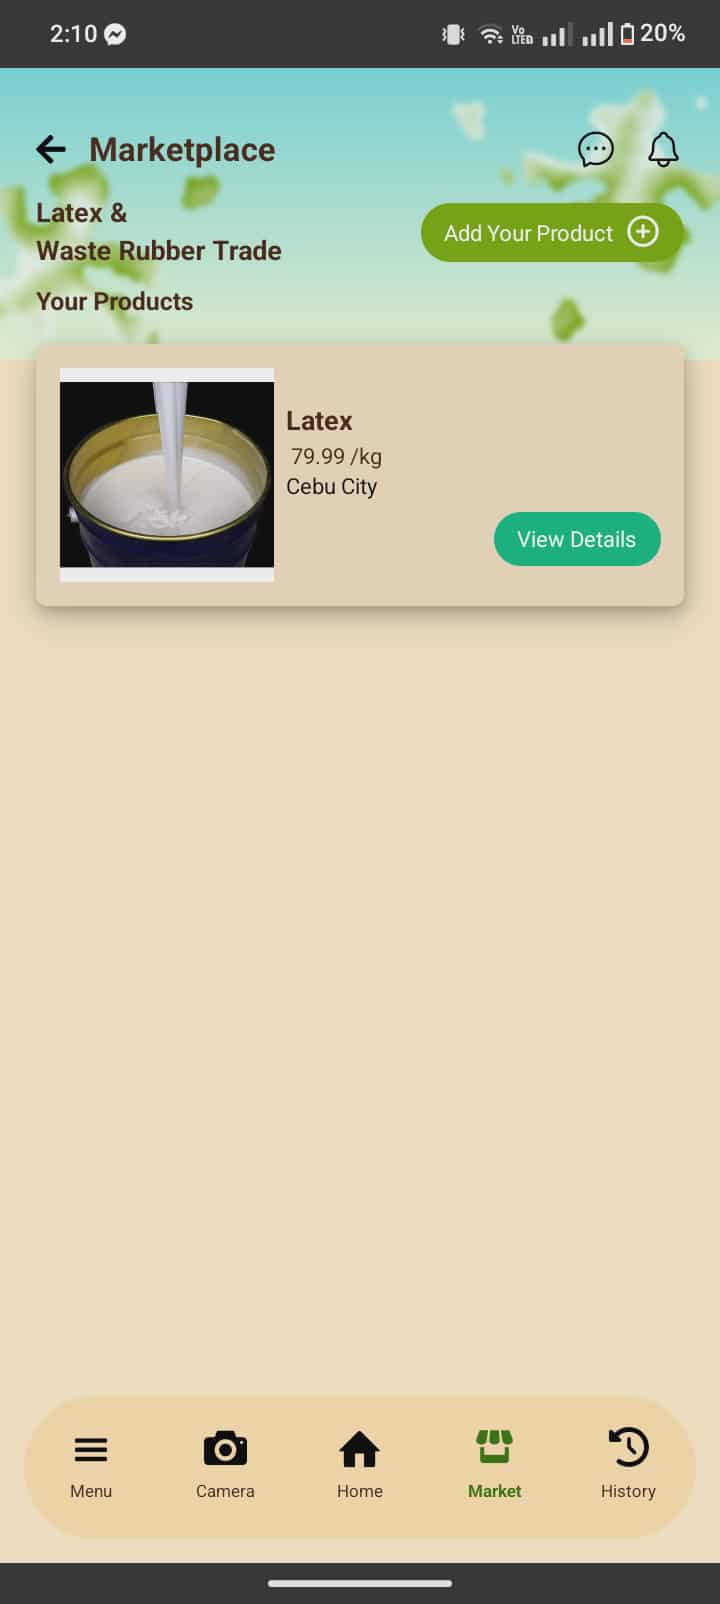 2:10
Vo
LTED
20%
Marketplace
Latex &
Waste Rubber Trade
Add Your Product
Your Products
Latex
79.99 /kg
Cebu City
View Details
Menu
Camera
Home
Market
History